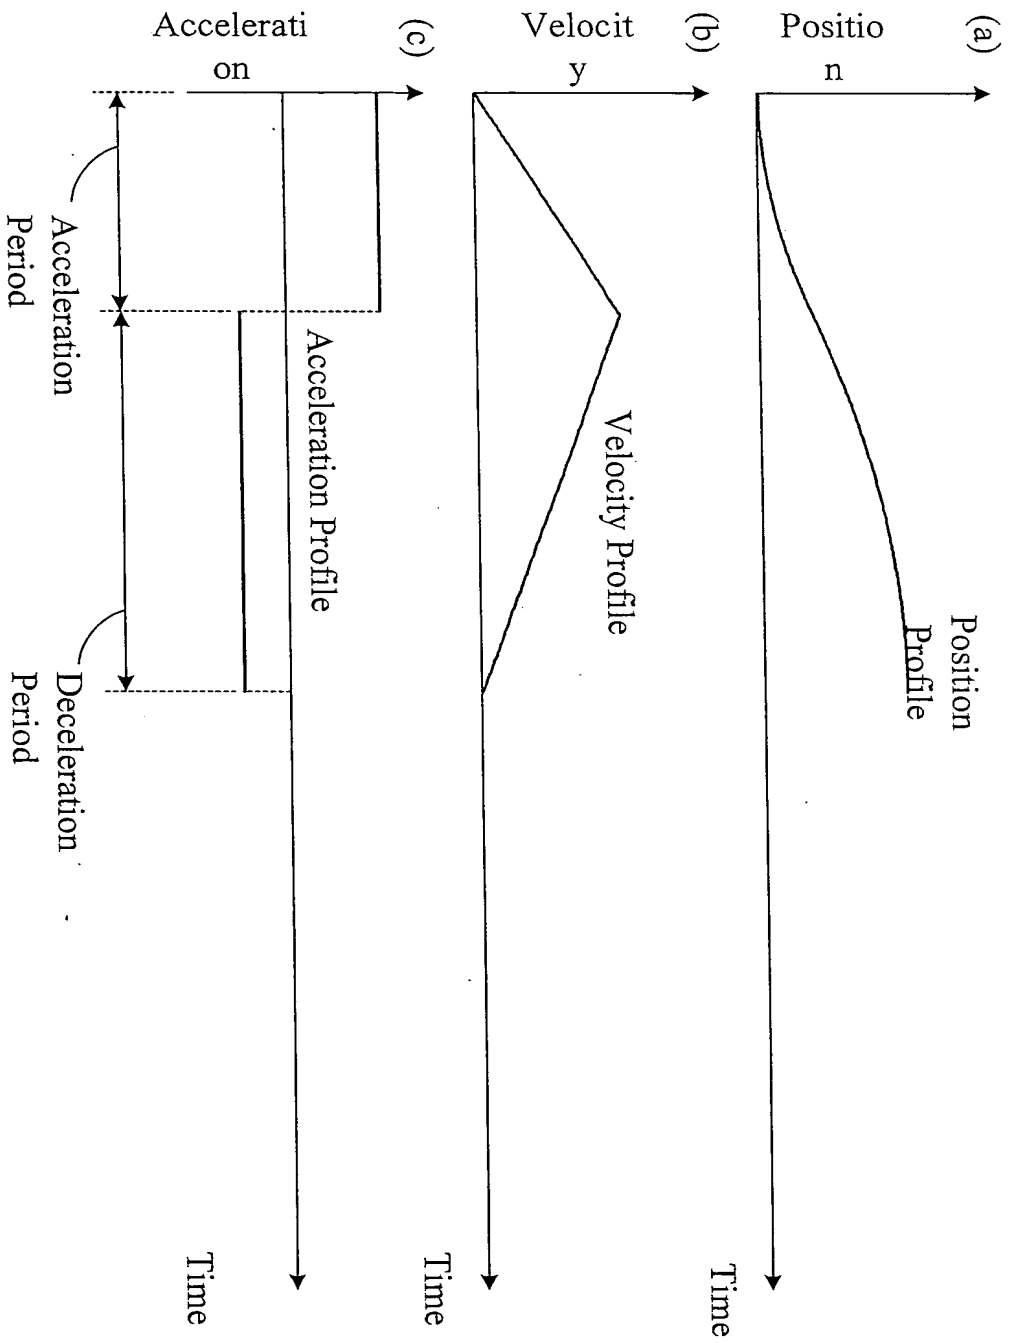 (a)
Positio
n
Position
Profile
Time
(b)
Velocit
y
Velocity Profile
Time
(c)
Accelerati
on
Acceleration Profile
Time
Acceleration
Period
Deceleration
Period